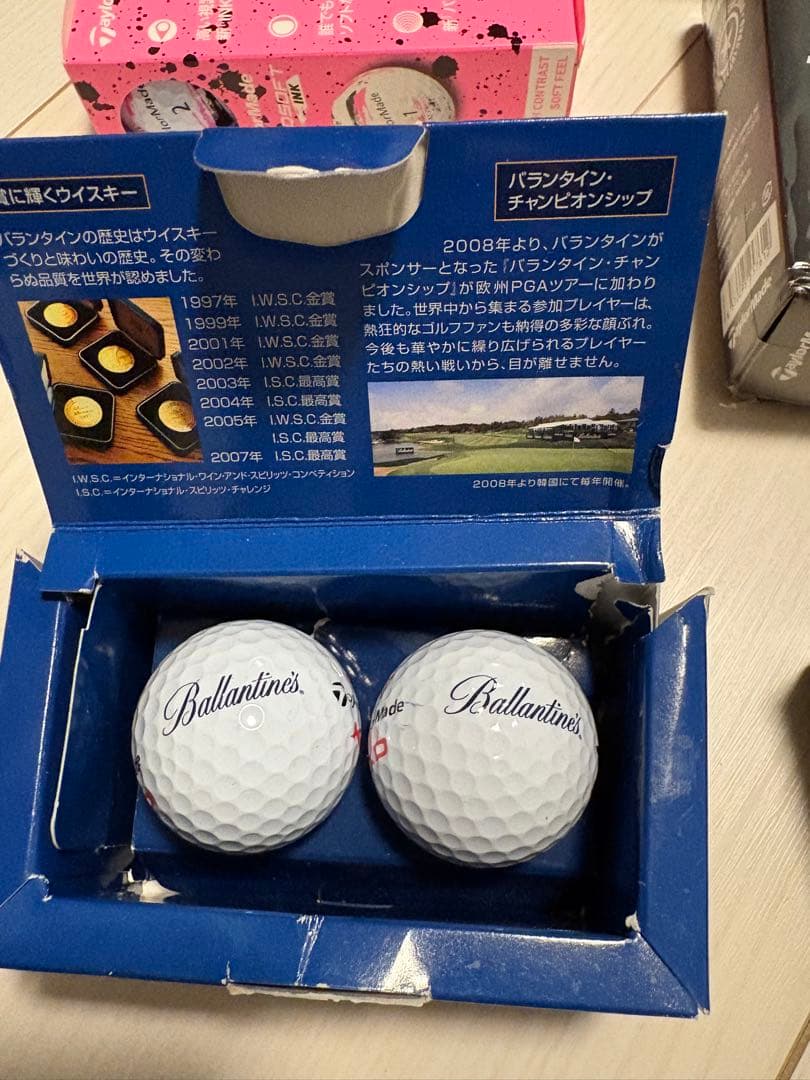 TaylorMade
誰でも
ソフト
CONTRAST
SOFT FEEL
INK
2
1
賞に輝くウイスキー
バランタインの歴史はウイスキー
づくりと味わいの歴史。その変わ
らぬ品質を世界が認めました。
1997年 I.W.S.C.金賞
1999年 I.W.S.C.金賞
2001年 I.W.S.C.金賞
2002年 I.W.S.C.金賞
2003年 I.S.C.最高賞
2004年 I.S.C.最高賞
2005年 I.W.S.C.金賞
I.S.C.最高賞
2007年 I.S.C.最高賞
I.W.S.C.=インターナショナル・ワイン・アンド・スピリッツ・コンペティション
I.S.C.=インターナショナル・スピリッツ・チャレンジ
バランタイン・
チャンピオンシップ
2008年より、バランタインが
スポンサーとなった『バランタイン・チャン
ピオンシップ』が欧州PGAツアーに加わり
ました。世界中から集まる参加プレイヤーは、
熱狂的なゴルフファンも納得の多彩な顔ぶれ。
今後も華やかに繰り広げられるプレイヤー
たちの熱い戦いから、目が離せません。
2008年より韓国にて毎年開催。
Ballantine's
Made
Ballantine's